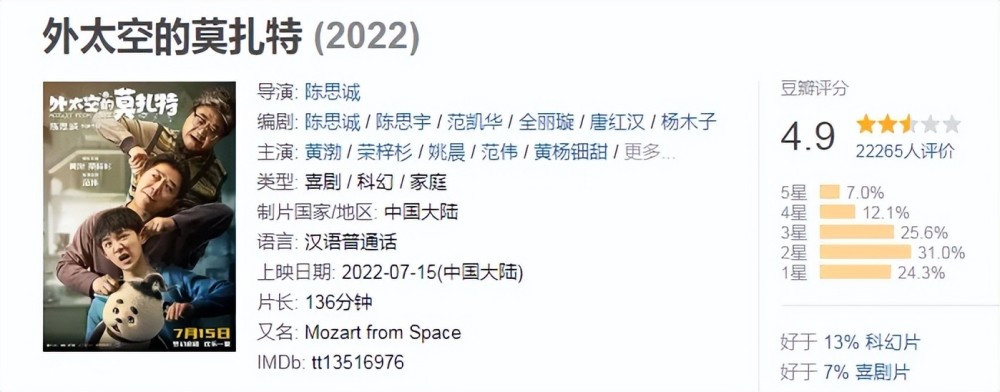 外太空的莫扎特 (2022)
外太空的莫扎特
MOZART FROM SPACE
7月15日
导演: 陈思诚
编剧: 陈思诚 / 陈思宇 / 范凯华 / 全丽璇 / 唐红汉 / 杨木子
主演: 黄渤 / 荣梓杉 / 姚晨 / 范伟 / 黄杨钿甜 / 更多...
类型: 喜剧 / 科幻 / 家庭
制片国家/地区: 中国大陆
语言: 汉语普通话
上映日期: 2022-07-15(中国大陆)
片长: 136分钟
又名: Mozart from Space
IMDb: tt13516976
豆瓣评分
4.9
22265人评价
5星 7.0%
4星 12.1%
3星 25.6%
2星 31.0%
1星 24.3%
好于 13% 科幻片
好于 7% 喜剧片